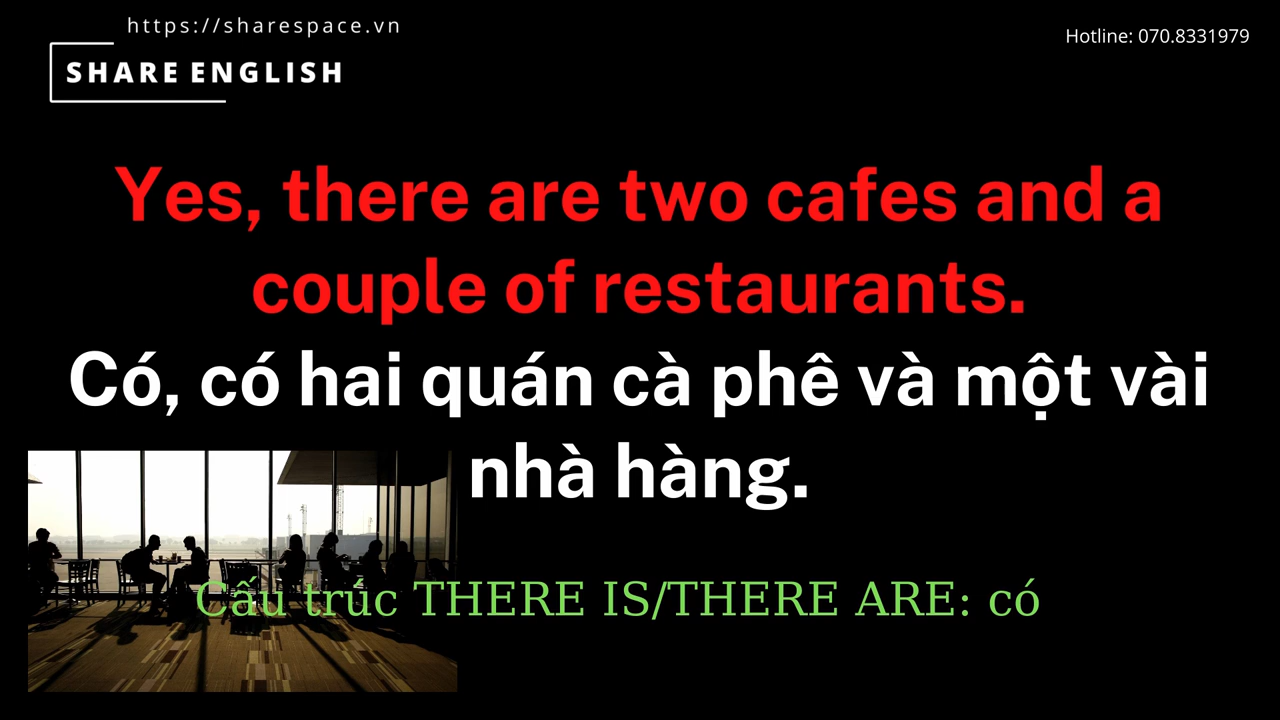 https://sharespace.vn
Hotline: 070.8331979
SHARE ENGLISH
Yes, there are two cafes and a
couple of restaurants.
Có, có hai quán cà phê và một vài
nhà hàng.
Cấu trúc THERE IS/THERE ARE: có